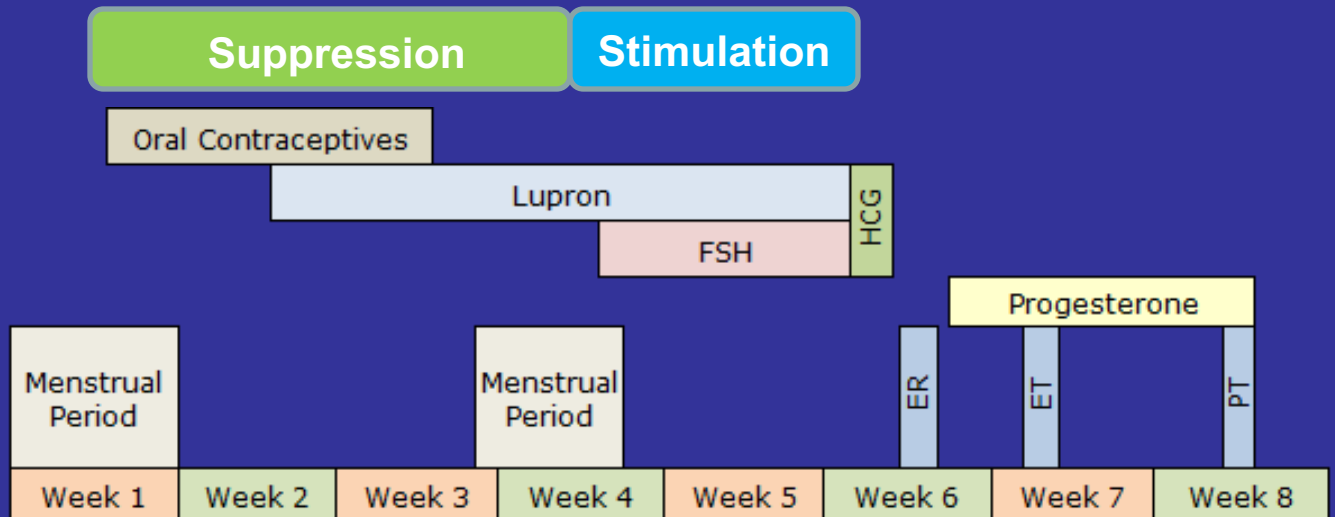 Suppression
Stimulation
Oral Contraceptives
Lupron
HCG
FSH
Progesterone
Menstrual
Period
Menstrual
Period
ER
ET
PT
Week 1
Week 2
Week 3
Week 4
Week 5
Week 6
Week 7
Week 8